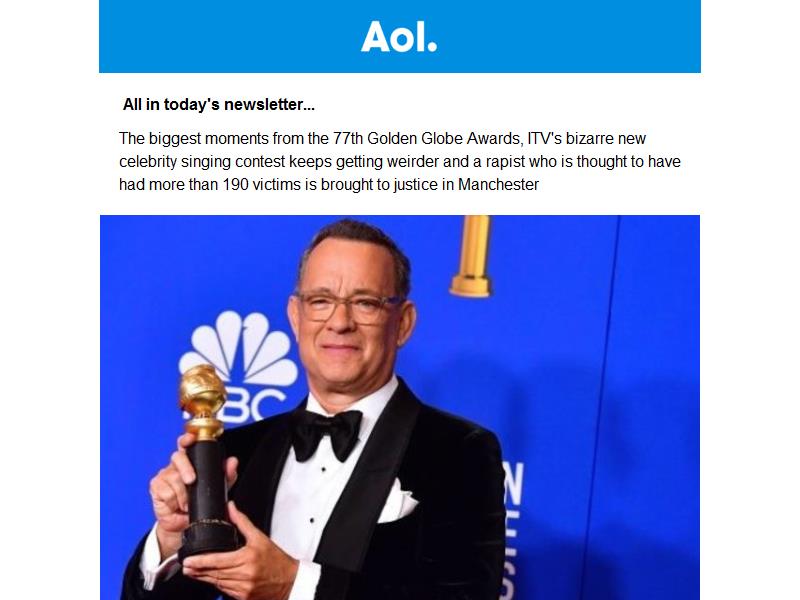 Aol.
All in today's newsletter...
The biggest moments from the 77th Golden Globe Awards, ITV's bizarre new
celebrity singing contest keeps getting weirder and a rapist who is thought to have
had more than 190 victims is brought to justice in Manchester
BC
N